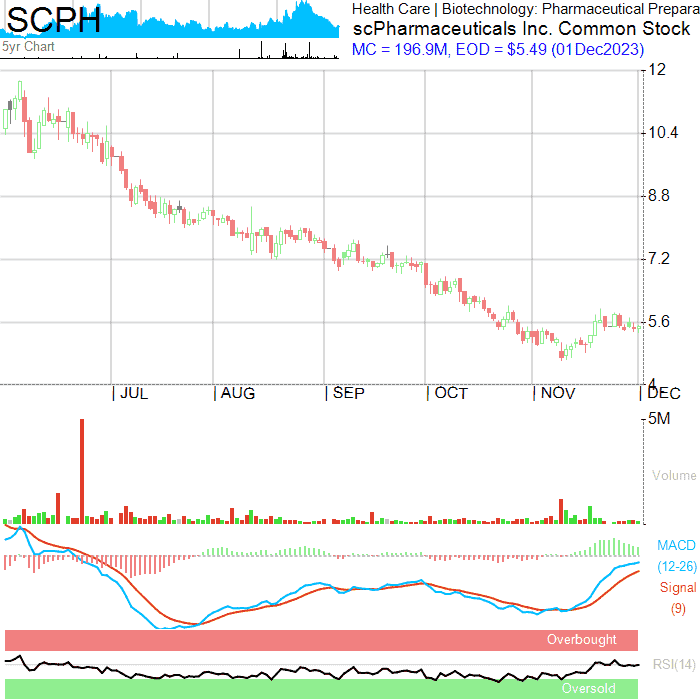 SCPH
5yr Chart
Health Care | Biotechnology: Pharmaceutical Prepara
scPharmaceuticals Inc. Common Stock
MC = 196.9M, EOD = $5.49 (01Dec2023)
12
10.4
8.8
7.2
5.6
4
| JUL | AUG | SEP | OCT | NOV | DEC
5M
Volume
MACD
(12-26)
Signal
(9)
Overbought
RSI(14)
Oversold